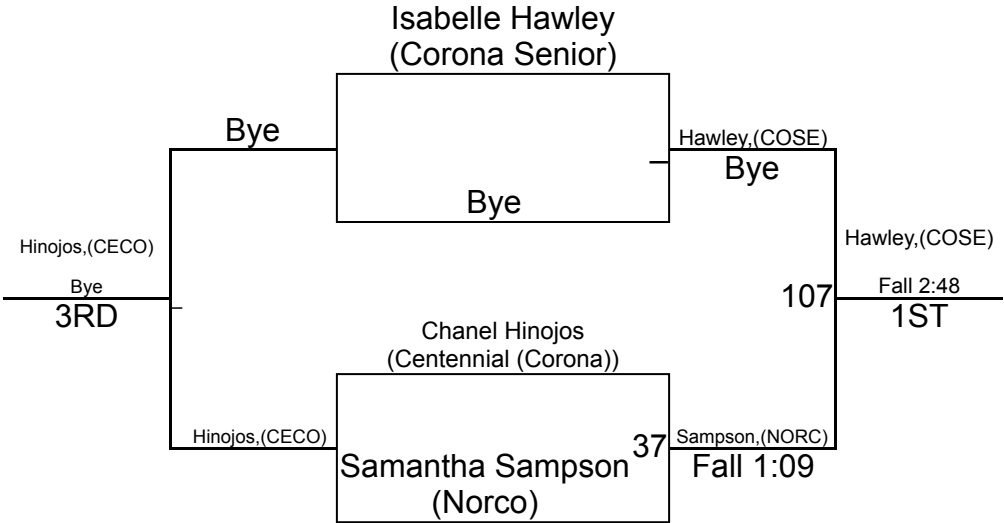 Isabelle Hawley
(Corona Senior)
Bye
Hawley,(COSE)
Bye
Bye
Hinojos,(CECO)
Bye
3RD
Hawley,(COSE)
107
Fall 2:48
1ST
Chanel Hinojos
(Centennial (Corona))
Hinojos,(CECO)
37
Sampson,(NORC)
Fall 1:09
Samantha Sampson
(Norco)